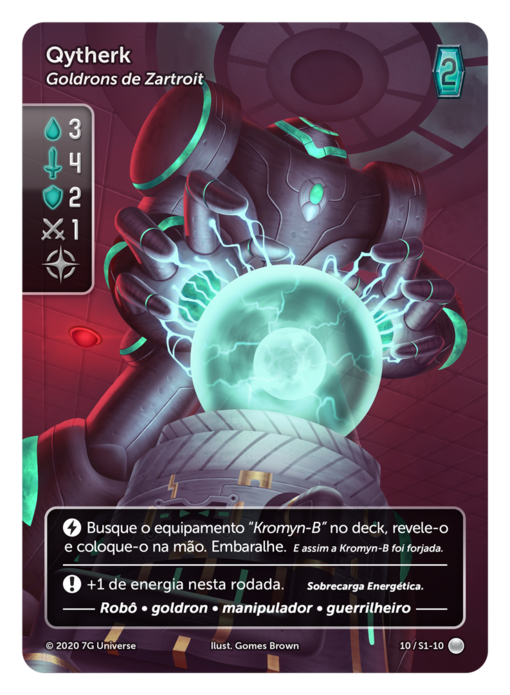 Qytherk
Goldrons de Zartroit
2
3
4
2
1
Busque o equipamento "Kromyn-B" no deck, revele-o
e coloque-o na mão. Embaralhe. E assim a Kromyn-B foi forjada.
+1 de energia nesta rodada. Sobrecarga Energética.
Robô • goldron • manipulador • guerrilheiro
© 2020 7G Universe Ilust. Gomes Brown 10 / S1-10